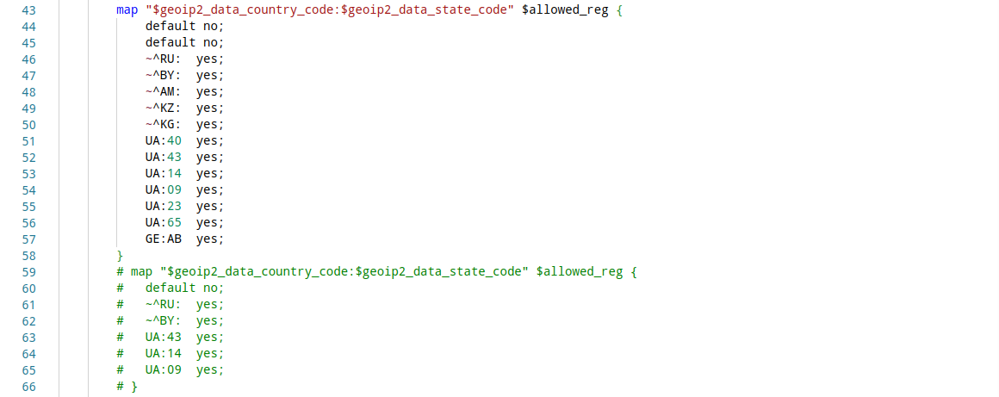 43 map "$geoip2_data_country_code:$geoip2_data_state_code" $allowed_reg {
44 default no;
45 default no;
46 ~^RU: yes;
47 ~^BY: yes;
48 ~^AM: yes;
49 ~^KZ: yes;
50 ~^KG: yes;
51 UA:40 yes;
52 UA:43 yes;
53 UA:14 yes;
54 UA:09 yes;
55 UA:23 yes;
56 UA:65 yes;
57 GE:AB yes;
58 }
59 # map "$geoip2_data_country_code:$geoip2_data_state_code" $allowed_reg {
60 # default no;
61 # ~^RU: yes;
62 # ~^BY: yes;
63 # UA:43 yes;
64 # UA:14 yes;
65 # UA:09 yes;
66 # }